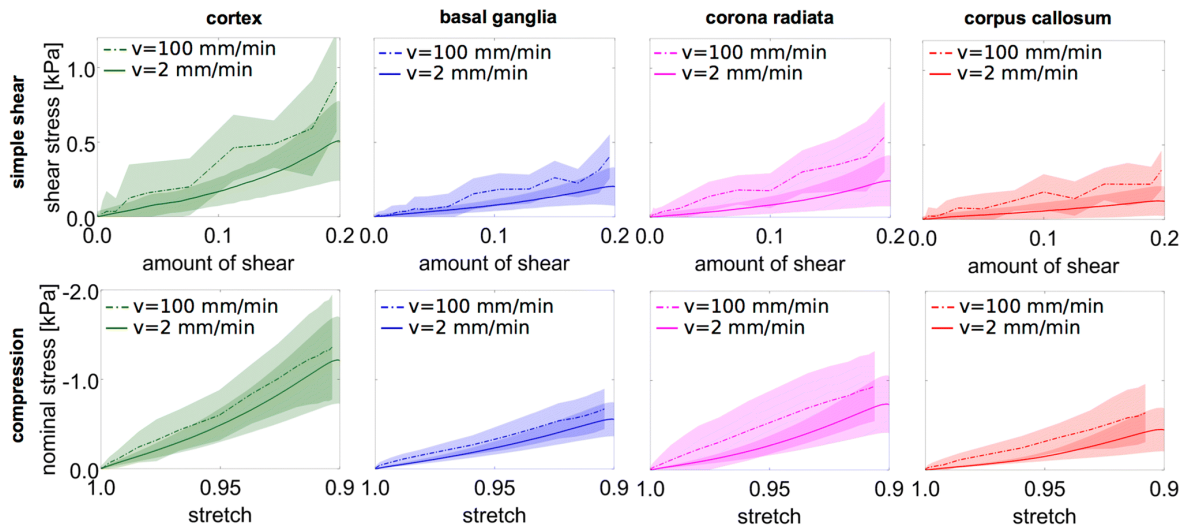 cortex
basal ganglia
corona radiata
corpus callosum
simple shear
shear stress [kPa]
1.0
0.5
0.0
v=100 mm/min
v=2 mm/min
v=100 mm/min
v=2 mm/min
v=100 mm/min
v=2 mm/min
v=100 mm/min
v=2 mm/min
0.0 0.1 0.2
0.0 0.1 0.2
0.0 0.1 0.2
0.0 0.1 0.2
amount of shear
amount of shear
amount of shear
amount of shear
compression
nominal stress [kPa]
-2.0
-1.0
0.0
v=100 mm/min
v=2 mm/min
v=100 mm/min
v=2 mm/min
v=100 mm/min
v=2 mm/min
v=100 mm/min
v=2 mm/min
1.0 0.95 0.9
1.0 0.95 0.9
1.0 0.95 0.9
1.0 0.95 0.9
stretch
stretch
stretch
stretch